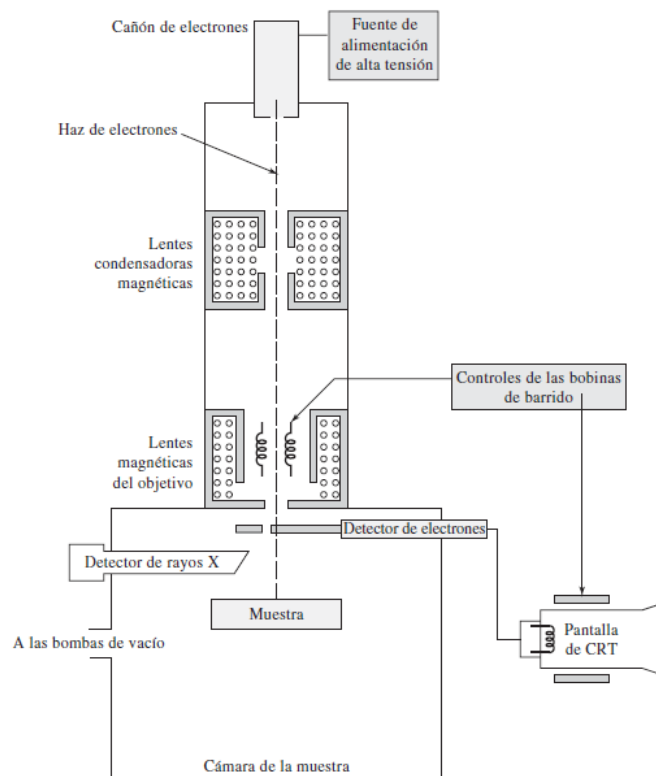 Cañón de electrones
Fuente de
alimentación
de alta tensión
Haz de electrones
Lentes
condensadoras
magnéticas
Controles de las bobinas
de barrido
Lentes
magnéticas
del objetivo
Detector de electrones
Detector de rayos X
Muestra
A las bombas de vacío
Pantalla
de CRT
Cámara de la muestra